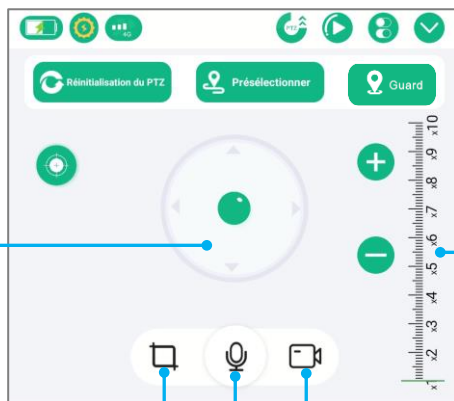 4G
PTZ
Réinitialisation du PTZ
Présélectionner
Guard
x10
x9
x8
x7
x6
x5
x4
x3
x2
x1